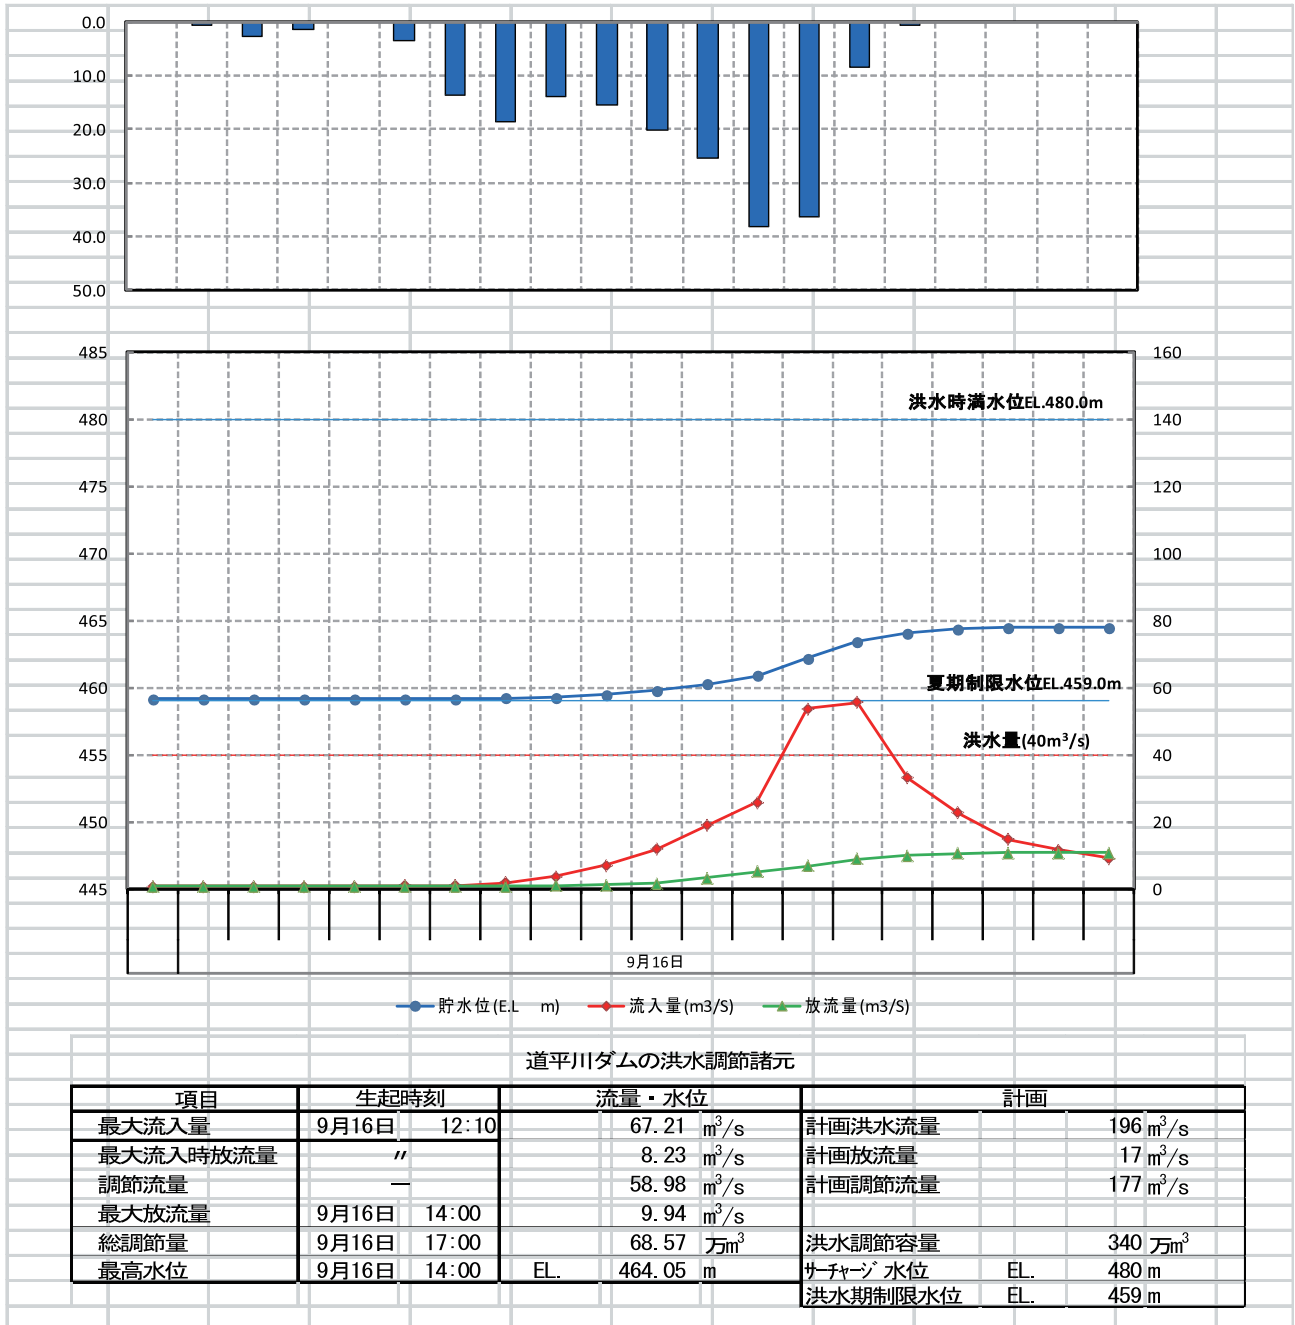 0.0
10.0
20.0
30.0
40.0
50.0
485 160
洪水時満水位EL.480.0m
480 140
475 120
470 100
465 80
460 夏期制限水位EL.459.0m 60
洪水量(40m³/s)
455 40
450 20
445 0
9月16日
貯水位(E.L m) 流入量(m3/S) 放流量(m3/S)
道平川ダムの洪水調節諸元
項目 生起時刻 流量・水位 計画
最大流入量 9月16日 12:10 67.21 m³/s 計画洪水流量 196 m³/s
最大流入時放流量 〃 8.23 m³/s 計画放流量 17 m³/s
調節流量 ― 58.98 m³/s 計画調節流量 177 m³/s
最大放流量 9月16日 14:00 9.94 m³/s
総調節量 9月16日 17:00 68.57 万m³ 洪水調節容量 340 万m³
最高水位 9月16日 14:00 EL. 464.05 m ｻｰﾁｬｰｼﾞ水位 EL. 480 m
洪水期制限水位 EL. 459 m